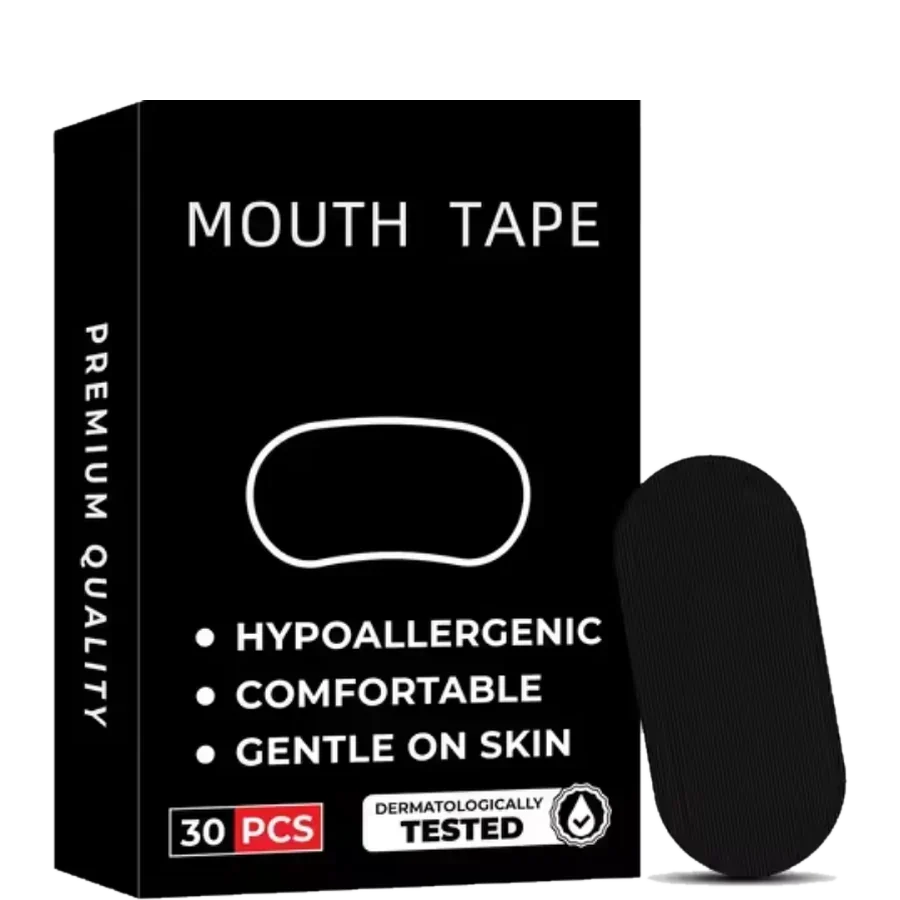 MOUTH TAPE
PREMIUM QUALITY
HYPOALLERGENIC
COMFORTABLE
GENTLE ON SKIN
30 PCS
DERMATOLOGICALLY
TESTED